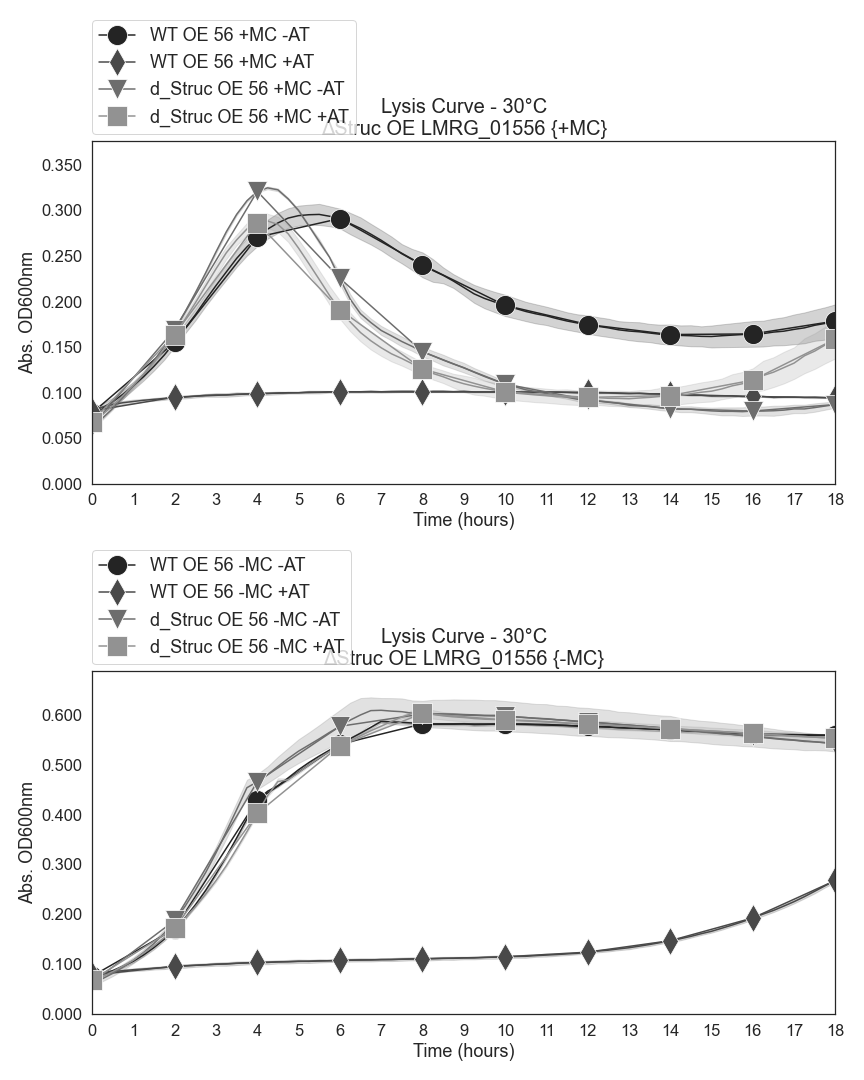 WT OE 56 +MC -AT
WT OE 56 +MC +AT
d_Struc OE 56 +MC -AT
d_Struc OE 56 +MC +AT
Lysis Curve - 30°C
ΔStruc OE LMRG_01556 {+MC}
Abs. OD600nm
0.350
0.300
0.250
0.200
0.150
0.100
0.050
0.000
0 1 2 3 4 5 6 7 8 9 10 11 12 13 14 15 16 17 18
Time (hours)
WT OE 56 -MC -AT
WT OE 56 -MC +AT
d_Struc OE 56 -MC -AT
d_Struc OE 56 -MC +AT
Lysis Curve - 30°C
ΔStruc OE LMRG_01556 {-MC}
Abs. OD600nm
0.600
0.500
0.400
0.300
0.200
0.100
0.000
0 1 2 3 4 5 6 7 8 9 10 11 12 13 14 15 16 17 18
Time (hours)